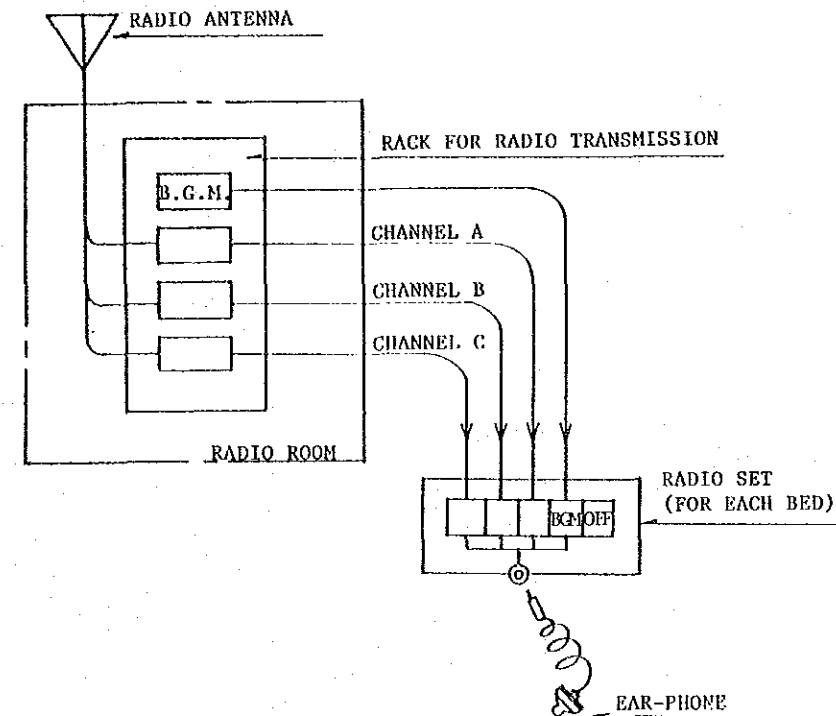 RADIO ANTENNA
RACK FOR RADIO TRANSMISSION
B.G.M.
CHANNEL A
CHANNEL B
CHANNEL C
RADIO ROOM
RADIO SET
(FOR EACH BED)
BGM OFF
EAR-PHONE